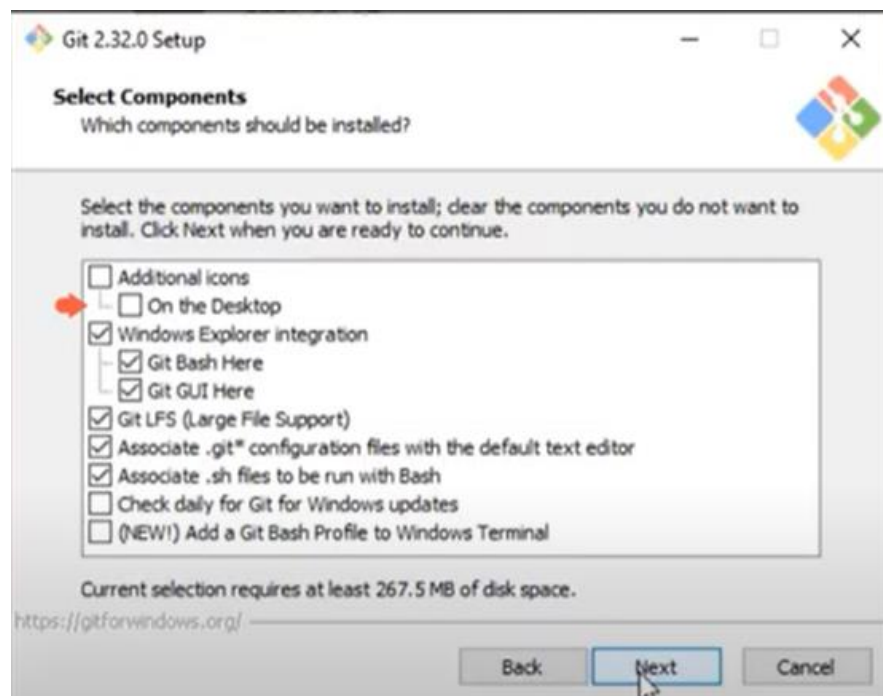 Git 2.32.0 Setup
Select Components
Which components should be installed?
Select the components you want to install; clear the components you do not want to
install. Click Next when you are ready to continue.
Additional icons
On the Desktop
Windows Explorer integration
Git Bash Here
Git GUI Here
Git LFS (Large File Support)
Associate .git* configuration files with the default text editor
Associate .sh files to be run with Bash
Check daily for Git for Windows updates
(NEW!) Add a Git Bash Profile to Windows Terminal
Current selection requires at least 267.5 MB of disk space.
https://gitforwindows.org/
Back Next Cancel